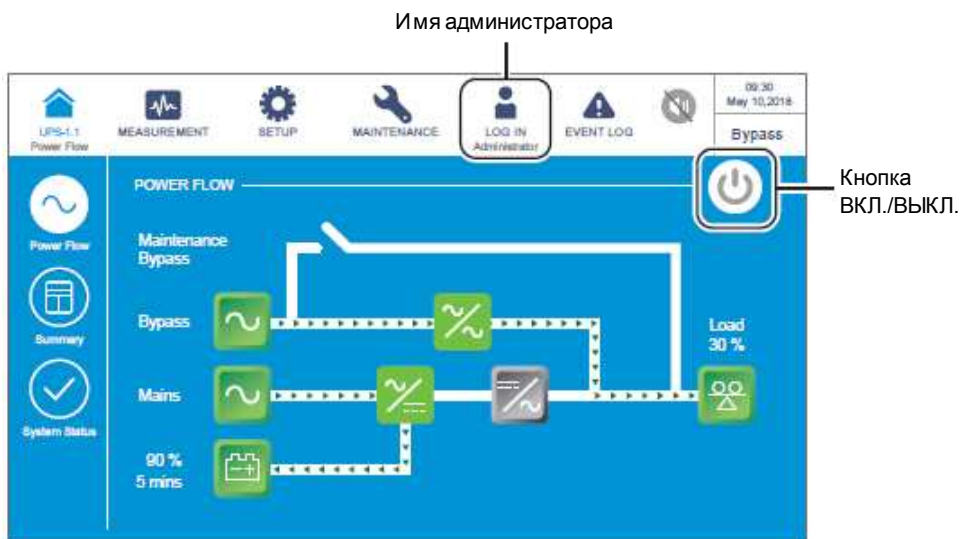 Имя администратора
UPS-1.1
Power Flow
MEASUREMENT
SETUP
MAINTENANCE
LOG IN
Administrator
EVENT LOG
09:30
May 10,2018
Bypass
Кнопка
ВКЛ./ВЫКЛ.
POWER FLOW
Power Flow
Summary
System Status
Maintenance
Bypass
Bypass
Mains
90 %
5 mins
Load
30 %